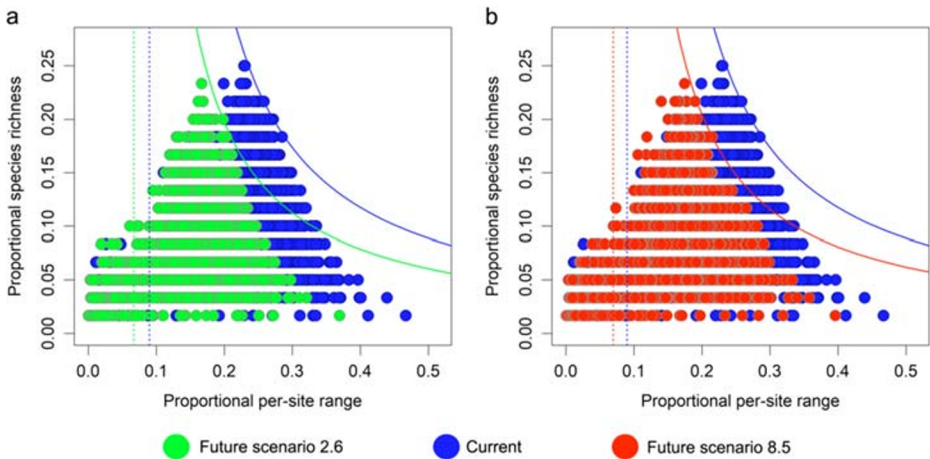 a
Proportional species richness
0.25
0.20
0.15
0.10
0.05
0.00
0.0 0.1 0.2 0.3 0.4 0.5
Proportional per-site range
b
Proportional species richness
0.25
0.20
0.15
0.10
0.05
0.00
0.0 0.1 0.2 0.3 0.4 0.5
Proportional per-site range
Future scenario 2.6 Current Future scenario 8.5